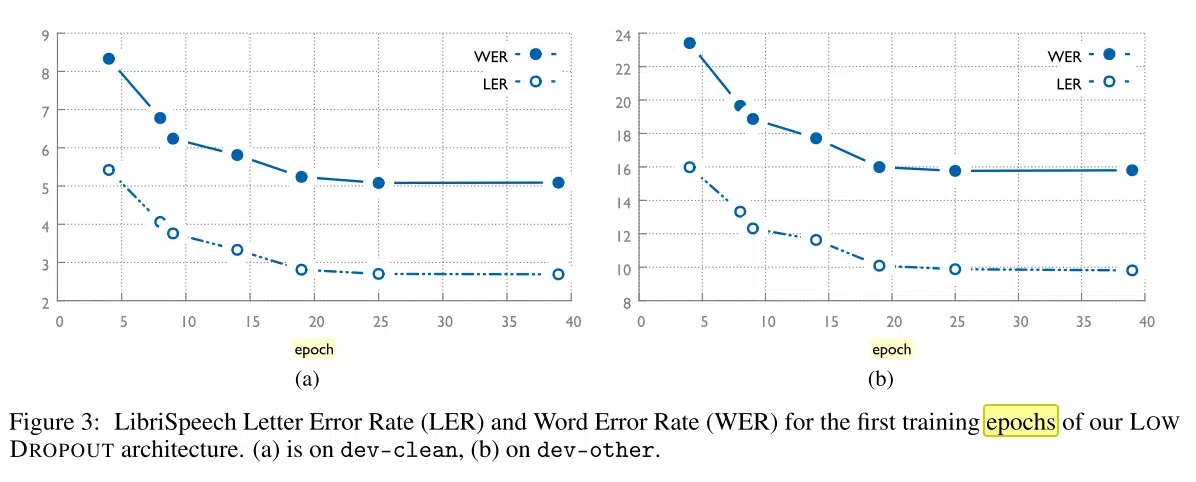 9
8
7
6
5
4
3
2
0 5 10 15 20 25 30 35 40
WER
LER
epoch
(a)
24
22
20
18
16
14
12
10
8
0 5 10 15 20 25 30 35 40
WER
LER
epoch
(b)
Figure 3: LibriSpeech Letter Error Rate (LER) and Word Error Rate (WER) for the first training epochs of our LOW
DROPOUT architecture. (a) is on dev-clean, (b) on dev-other.